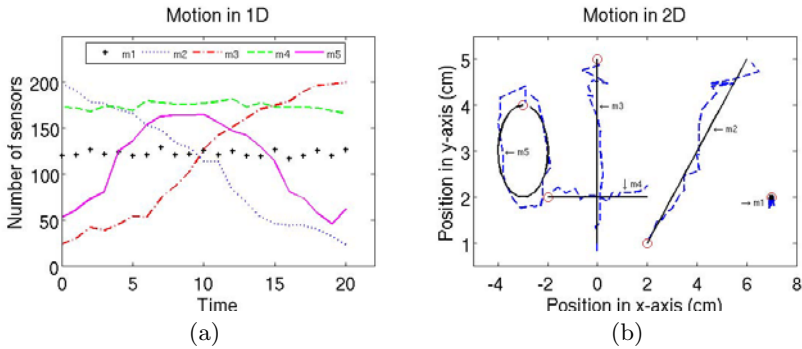 Motion in 1D
m1 m2 m3 m4 m5
Number of sensors
200
150
100
50
0
0 5 10 15 20
Time
(a)
Motion in 2D
Position in y-axis (cm)
5
4
3
2
1
←m3
←m2
←m5
↓m4
→m1
-4 -2 0 2 4 6 8
Position in x-axis (cm)
(b)